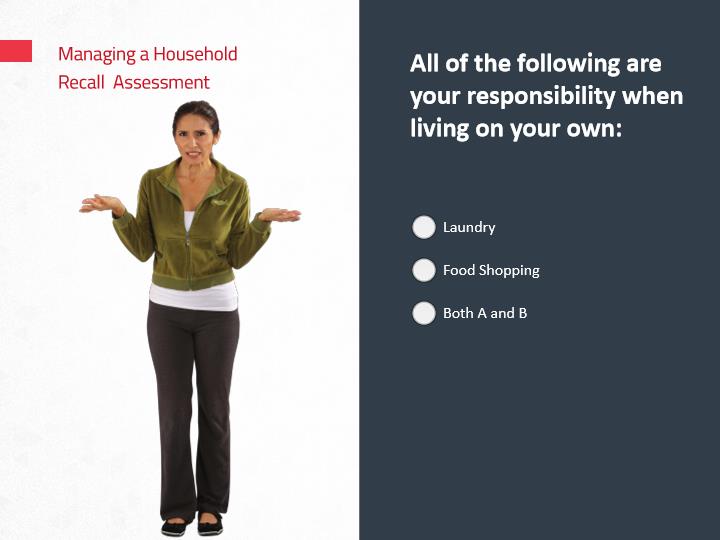 Managing a Household
Recall Assessment
All of the following are
your responsibility when
living on your own:
Laundry
Food Shopping
Both A and B